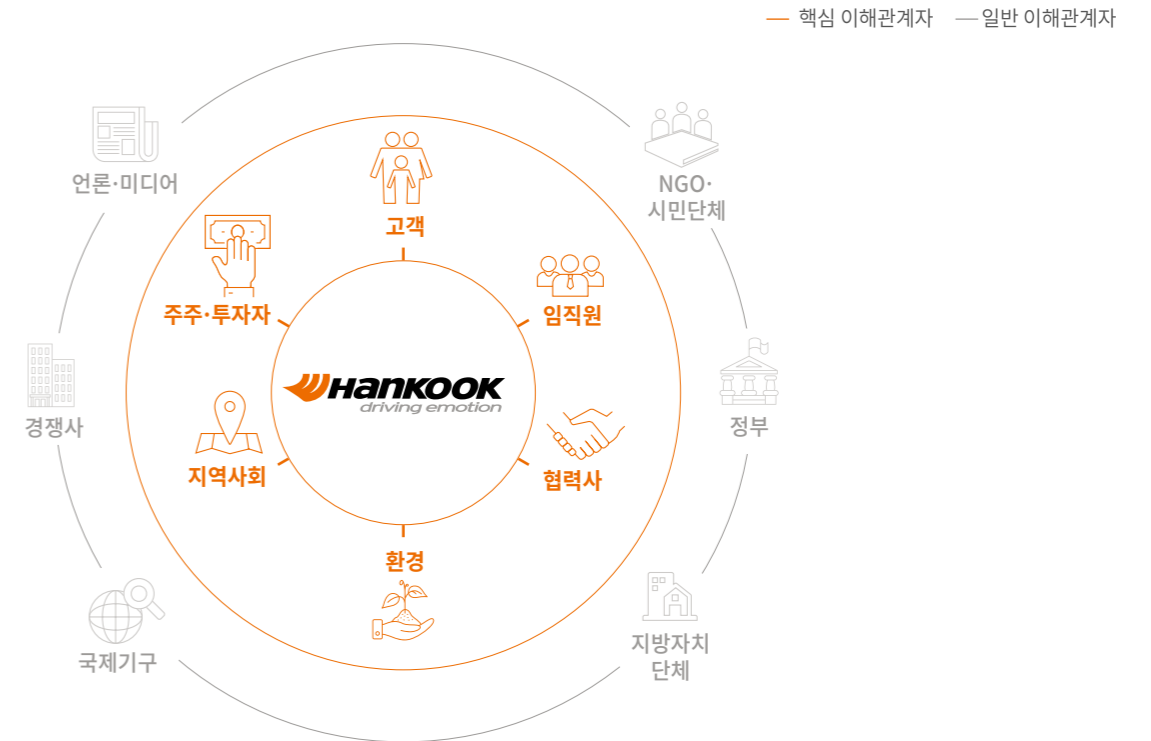 핵심 이해관계자
일반 이해관계자
언론·미디어
NGO·
시민단체
고객
주주·투자자
임직원
HANKOOK
driving emotion
경쟁사
정부
지역사회
협력사
환경
국제기구
지방자치
단체